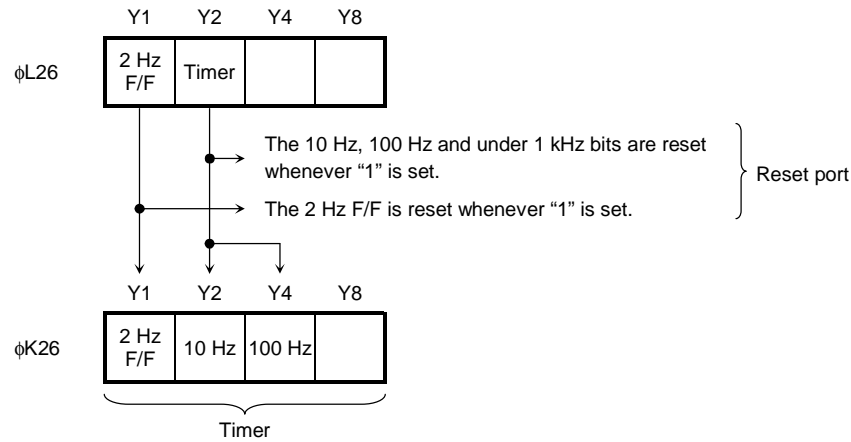 Y1 Y2 Y4 Y8
ϕL26
2 Hz
F/F
Timer
The 10 Hz, 100 Hz and under 1 kHz bits are reset
whenever “1” is set.
Reset port
The 2 Hz F/F is reset whenever “1” is set.
Y1 Y2 Y4 Y8
ϕK26
2 Hz
F/F
10 Hz
100 Hz
Timer